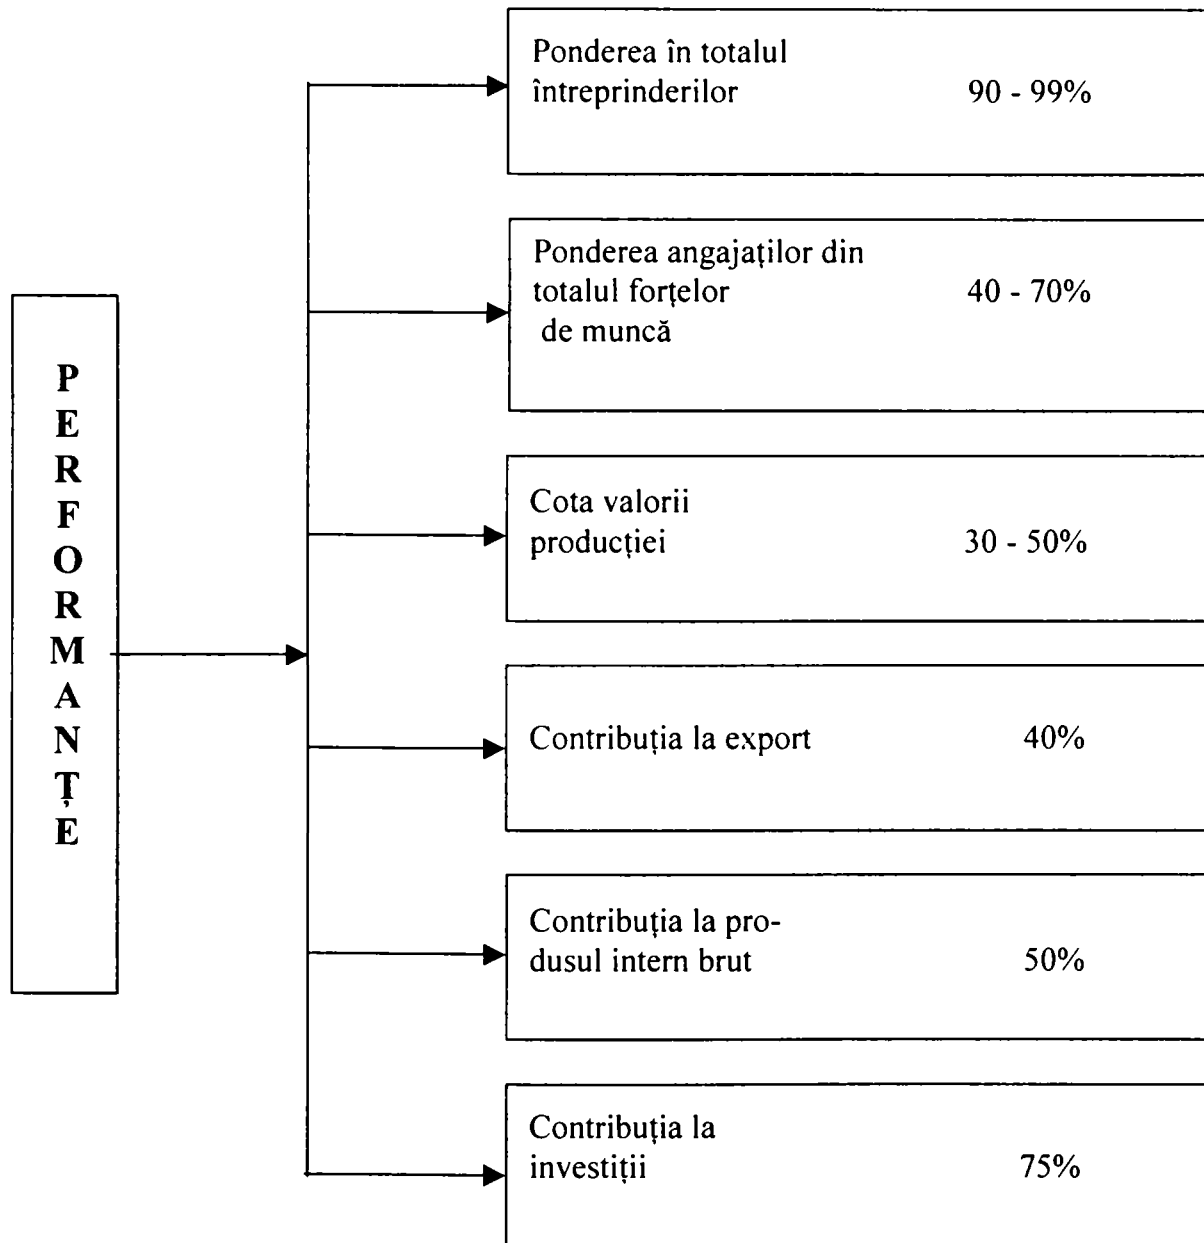 PERFORMANȚE
Ponderea în totalul
întreprinderilor 90 - 99%
Ponderea angajaților din
totalul forțelor 40 - 70%
de muncă
Cota valorii
producției 30 - 50%
Contribuția la export 40%
Contribuția la pro-
dusul intern brut 50%
Contribuția la
investiții 75%